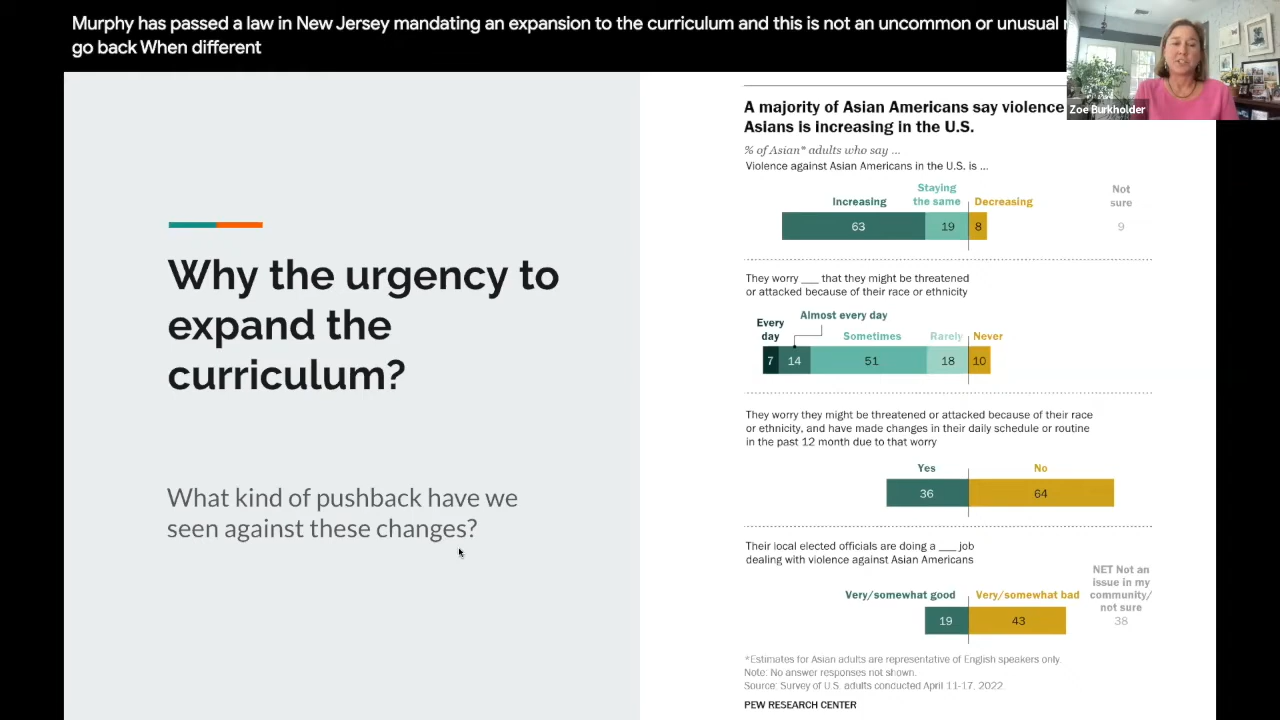 Murphy has passed a law in New Jersey mandating an expansion to the curriculum and this is not an uncommon or unusual
go back When different
Zoe Burkholder
Why the urgency to
expand the
curriculum?
What kind of pushback have we
seen against these changes?
A majority of Asian Americans say violence
Asians is increasing in the U.S.
% of Asian* adults who say ...
Violence against Asian Americans in the U.S. is ...
Increasing
Staying
the same
Decreasing
Not
sure
63
19
8
9
They worry ___ that they might be threatened
or attacked because of their race or ethnicity
Every
day
Almost every day
Sometimes
Rarely
Never
7
14
51
18
10
They worry they might be threatened or attacked because of their race
or ethnicity, and have made changes in their daily schedule or routine
in the past 12 month due to that worry
Yes
No
36
64
Their local elected officials are doing a ___ job
dealing with violence against Asian Americans
Very/somewhat good
Very/somewhat bad
NET Not an
issue in my
community/
not sure
19
43
38
*Estimates for Asian adults are representative of English speakers only.
Note: No answer responses not shown.
Source: Survey of U.S. adults conducted April 11-17, 2022
PEW RESEARCH CENTER